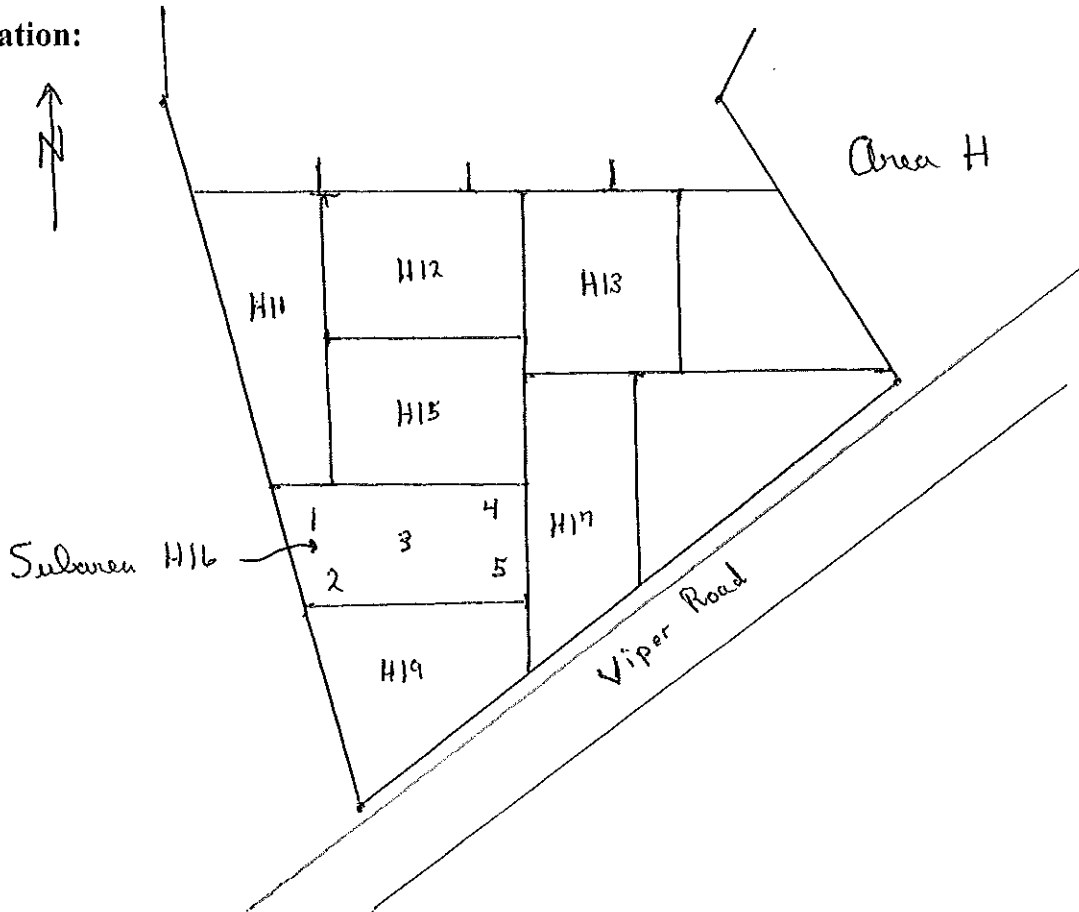 ation:
N
Area H
H12
H13
H11
H15
1
4
3
H17
Subarea H16
2
5
Viper Road
H19